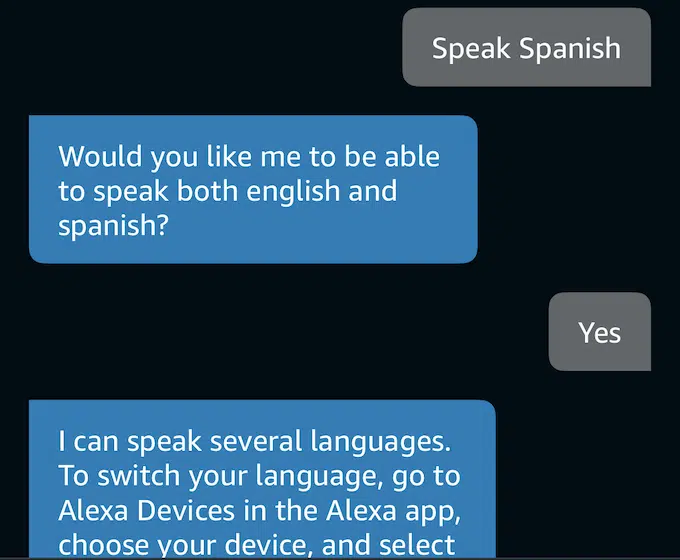 Speak Spanish
Would you like me to be able
to speak both english and
spanish?
Yes
I can speak several languages.
To switch your language, go to
Alexa Devices in the Alexa app,
choose your device, and select